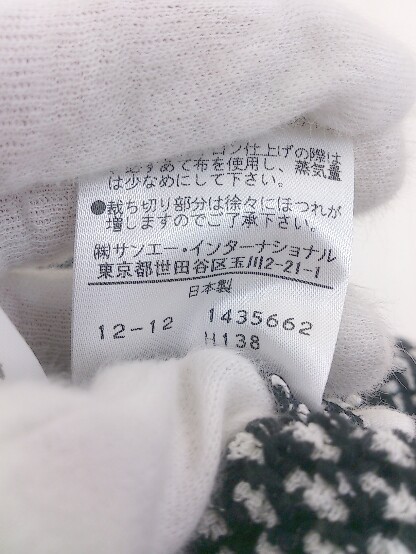 ロン仕上げの際は
必ずあて布を使用し、蒸気量
は少なめにして下さい。
●裁ち切り部分は徐々にほつれが
増しますのでご了承下さい。
㈱サンエー・インターナショナル
東京都世田谷区玉川2-21-1
日本製
12-12 1435662
H138